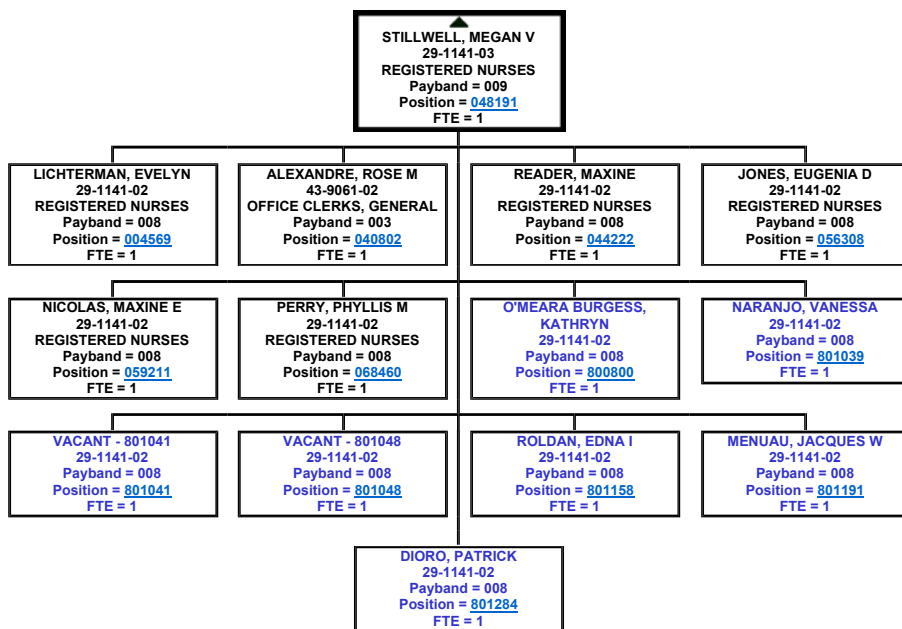 STILLWELL, MEGAN V
29-1141-03
REGISTERED NURSES
Payband = 009
Position = 048191
FTE = 1
LICHTERMAN, EVELYN
29-1141-02
REGISTERED NURSES
Payband = 008
Position = 004569
FTE = 1
ALEXANDRE, ROSE M
43-9061-02
OFFICE CLERKS, GENERAL
Payband = 003
Position = 040802
FTE = 1
READER, MAXINE
29-1141-02
REGISTERED NURSES
Payband = 008
Position = 044222
FTE = 1
JONES, EUGENIA D
29-1141-02
REGISTERED NURSES
Payband = 008
Position = 056308
FTE = 1
NICOLAS, MAXINE E
29-1141-02
REGISTERED NURSES
Payband = 008
Position = 059211
FTE = 1
PERRY, PHYLLIS M
29-1141-02
REGISTERED NURSES
Payband = 008
Position = 068460
FTE = 1
O'MEARA BURGESS,
KATHRYN
29-1141-02
Payband = 008
Position = 800800
FTE = 1
NARANJO, VANESSA
29-1141-02
Payband = 008
Position = 801039
FTE = 1
VACANT - 801041
29-1141-02
Payband = 008
Position = 801041
FTE = 1
VACANT - 801048
29-1141-02
Payband = 008
Position = 801048
FTE = 1
ROLDAN, EDNA I
29-1141-02
Payband = 008
Position = 801158
FTE = 1
MENUAU, JACQUES W
29-1141-02
Payband = 008
Position = 801191
FTE = 1
DIORO, PATRICK
29-1141-02
Payband = 008
Position = 801284
FTE = 1